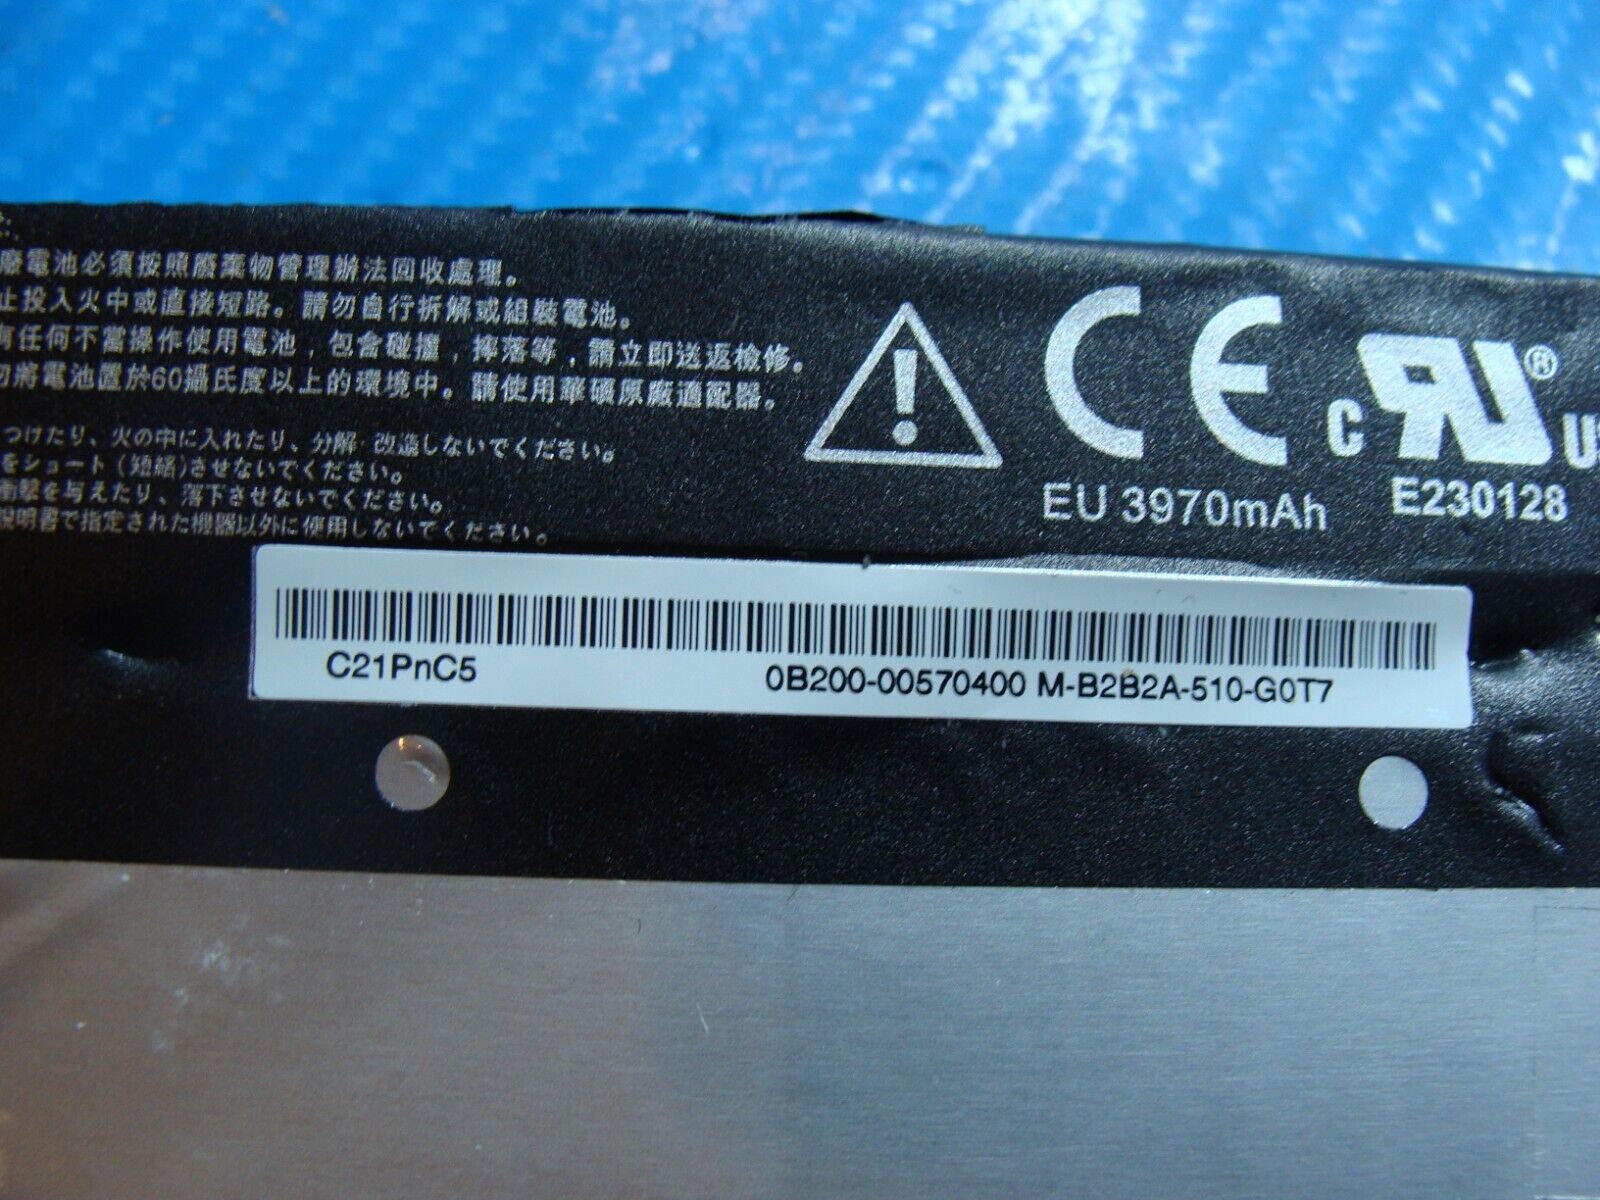 廢電池必須按照廢棄物管理辦法回收處理。
止投入火中或直接短路。請勿自行拆解或組裝電池。
有任何不當操作使用電池，包含碰撞，摔落等，請立即送返檢修。
勿將電池置於60攝氏度以上的環境中。請使用華碩原廠適配器。
つけたり、火の中に入れたり、分解·改造しないでください。
をショート（短絡）させないでください。
衝撃を与えたり、落下させないでください。
説明書で指定された機器以外に使用しないでください。
CE
EU 3970mAh
C RU ® US
E230128
C21PnC5
0B200-00570400 M-B2B2A-510-G0T7